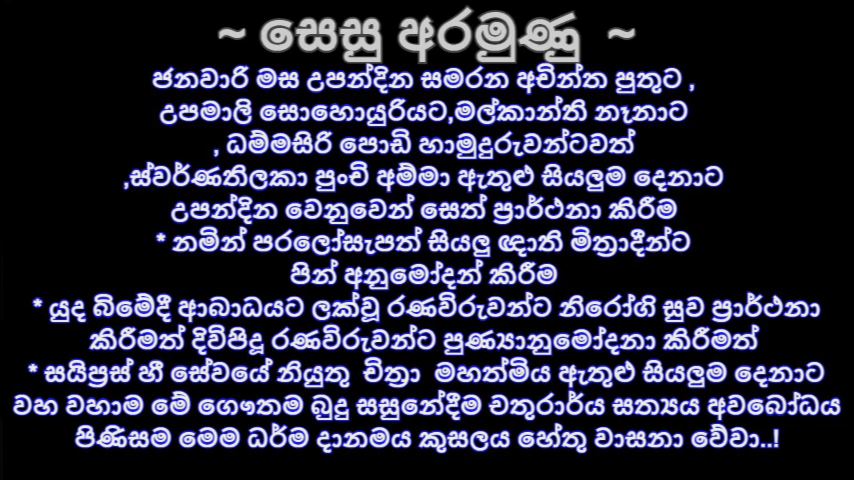 ~ සෙසු අරමුණු ~
ජනවාරි මස උපන්දින සමරන අචින්ත පුතුට ,
උපමාලි සොහොයුරියට,මල්කාන්ති නෑනාට
, ධම්මසිරි පොඩි හාමුදුරුවන්ටවත්
,ස්වර්ණතිලකා පුංචි අම්මා ඇතුළු සියලුම දෙනාට
උපන්දින වෙනුවෙන් සෙත් ප්‍රාර්ථනා කිරීම
* නමින් පරලෝසැපත් සියලු ඥාති මිත්‍රාදීන්ට
පින් අනුමෝදන් කිරීම
* යුද බිමේදී ආබාධයට ලක්වූ රණවිරුවන්ට නිරෝගි සුව ප්‍රාර්ථනා
කිරීමත් දිවිපිදූ රණවිරුවන්ට පුණ්‍යානුමෝදනා කිරීමත්
* සයිප්‍රස් හී සේවයේ නියුතු චිත්‍රා මහත්මිය ඇතුළු සියලුම දෙනාට
වහ වහාම මේ ගෞතම බුදු සසුනේදීම චතුරාර්ය සත්‍යය අවබෝධය
පිණිසම මෙම ධර්ම දානමය කුසලය හේතු වාසනා වේවා..!